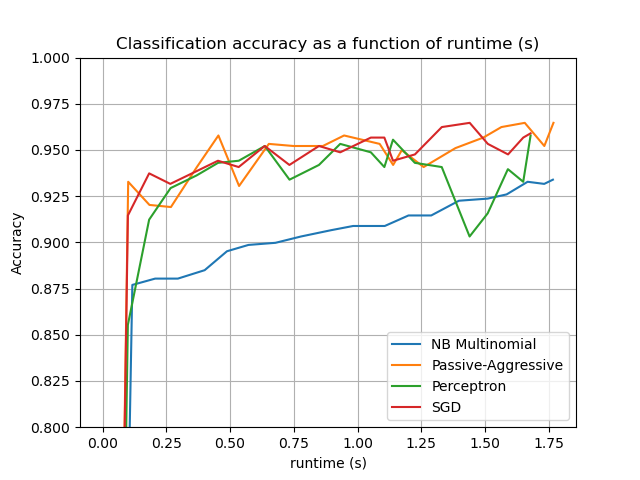 Classification accuracy as a function of runtime (s)
1.000
0.975
0.950
0.925
0.900
0.875
0.850
0.825
0.800
Accuracy
NB Multinomial
Passive-Aggressive
Perceptron
SGD
0.00 0.25 0.50 0.75 1.00 1.25 1.50 1.75
runtime (s)